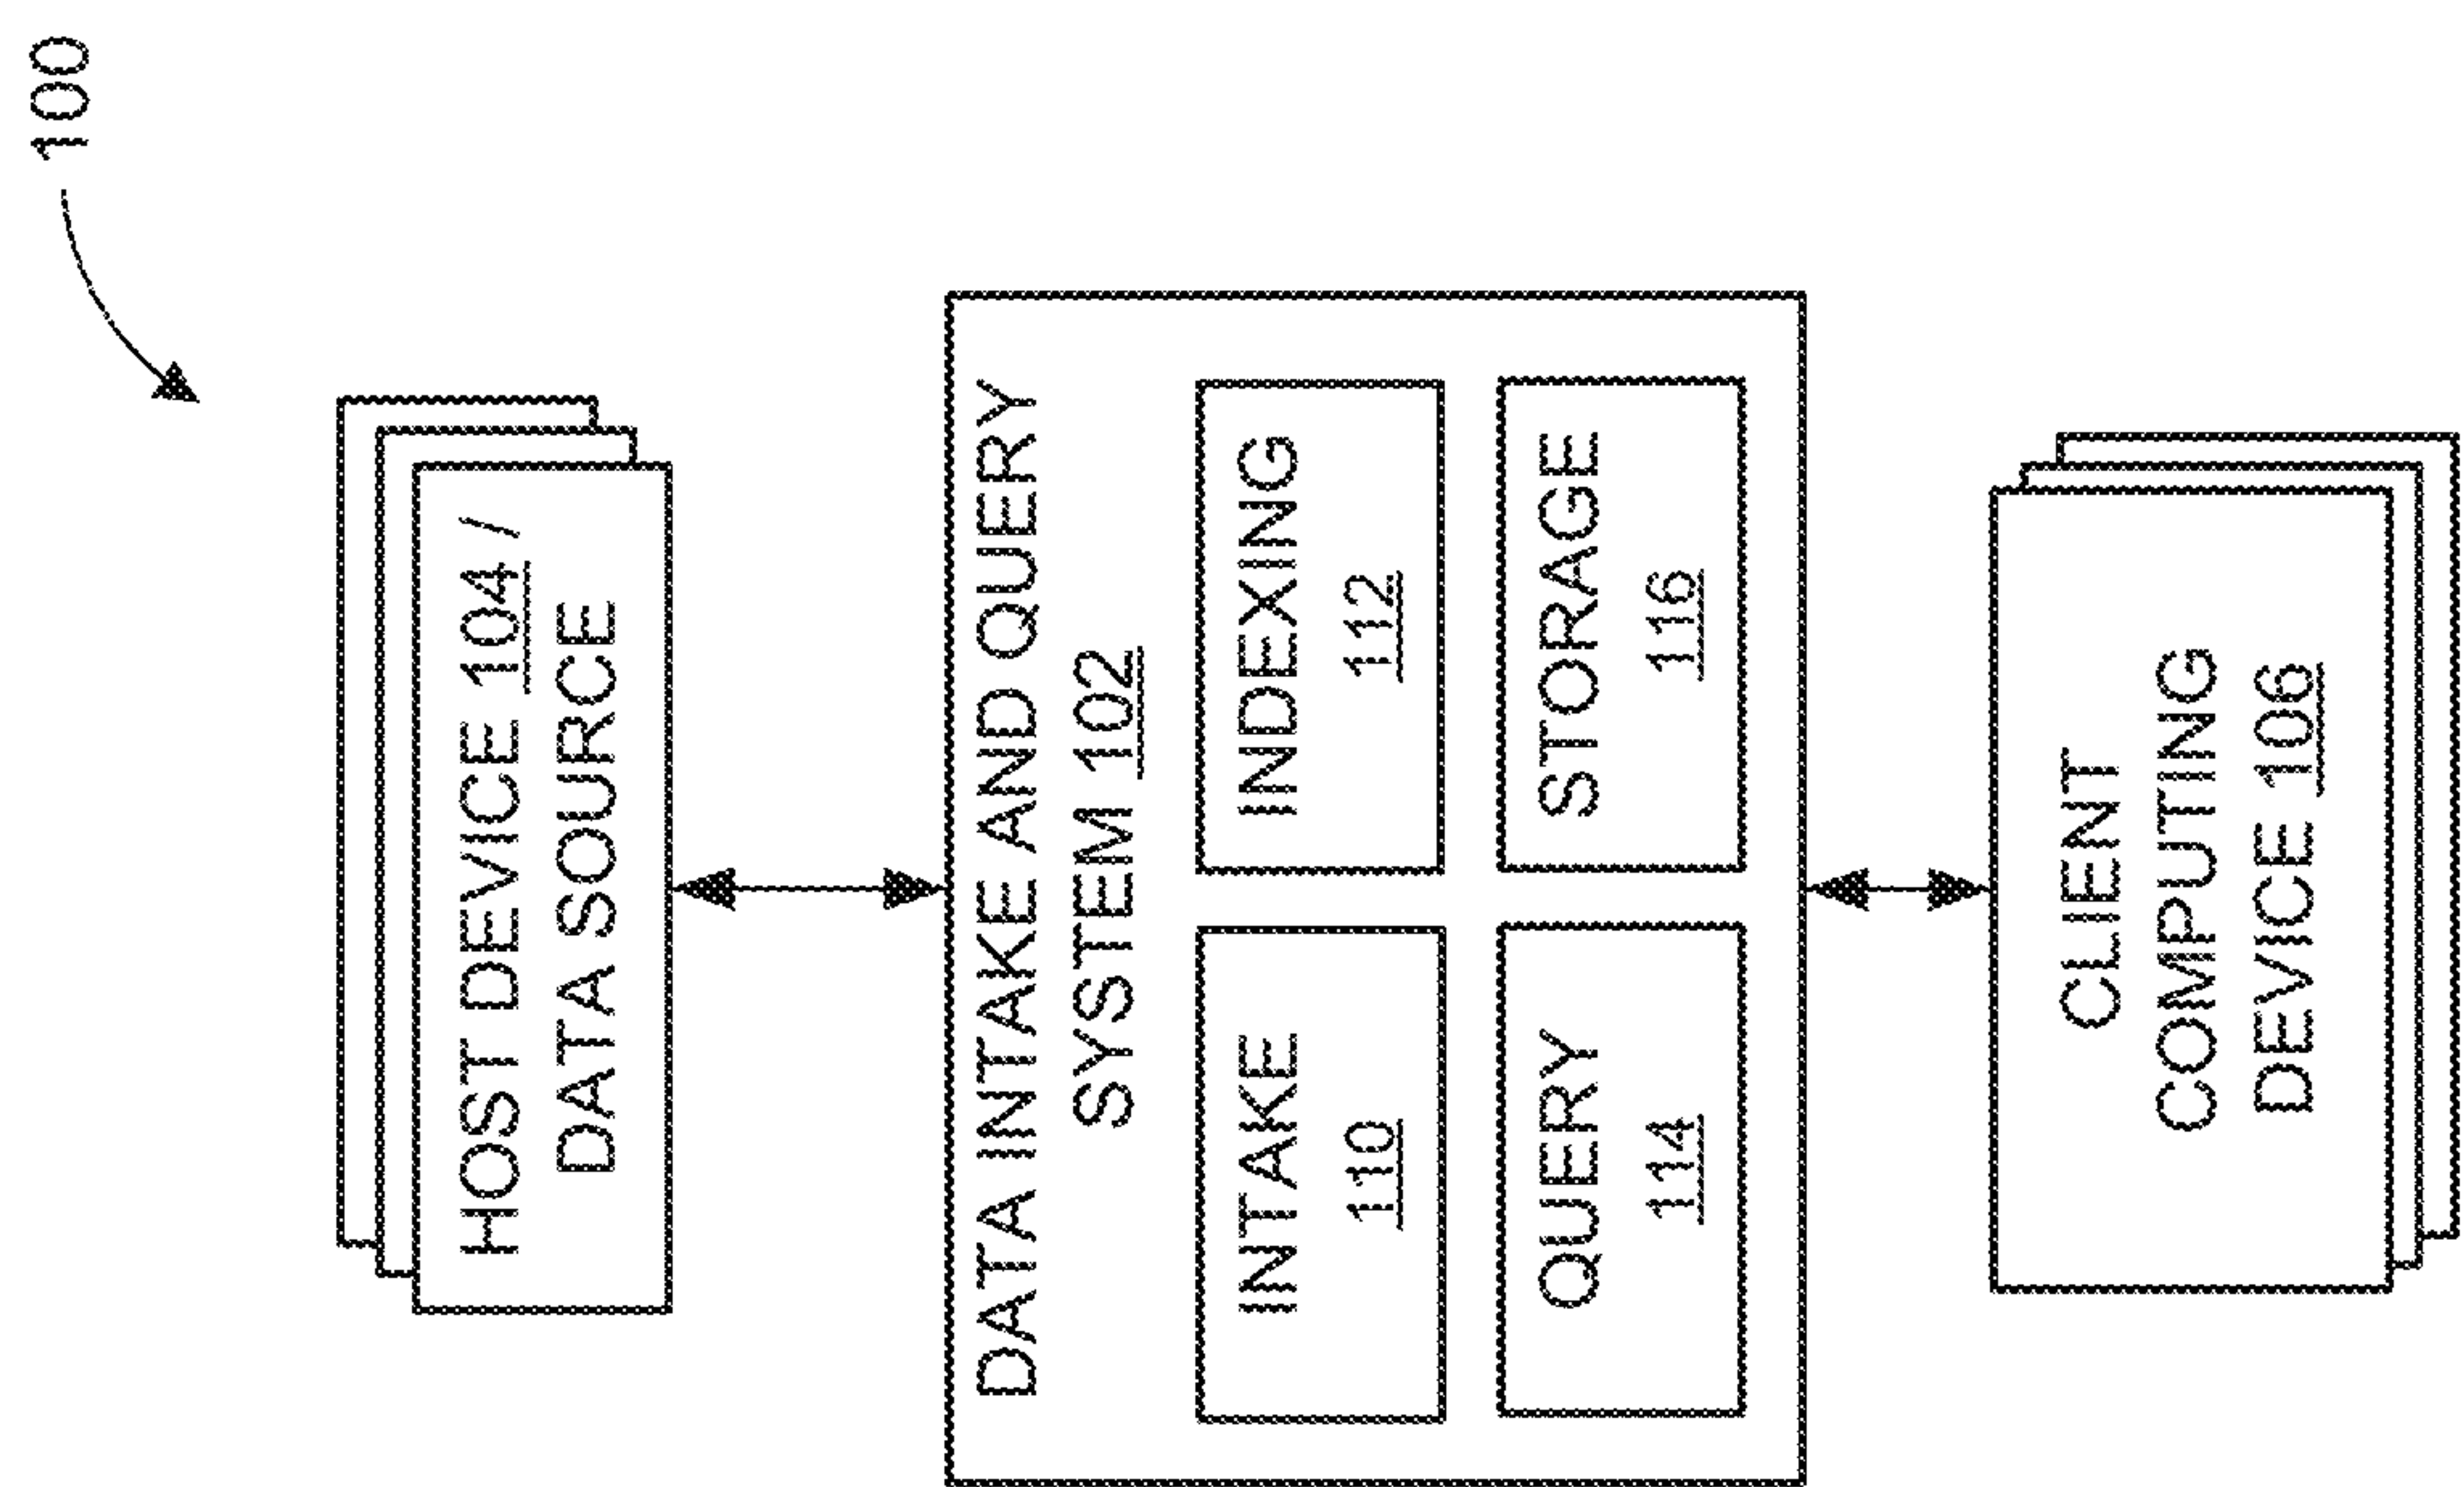 100
HOST DEVICE 104 /
DATA SOURCE
DATA INTAKE AND QUERY
SYSTEM 102
INTAKE
110
INDEXING
112
QUERY
114
STORAGE
116
CLIENT
COMPUTING
DEVICE 106